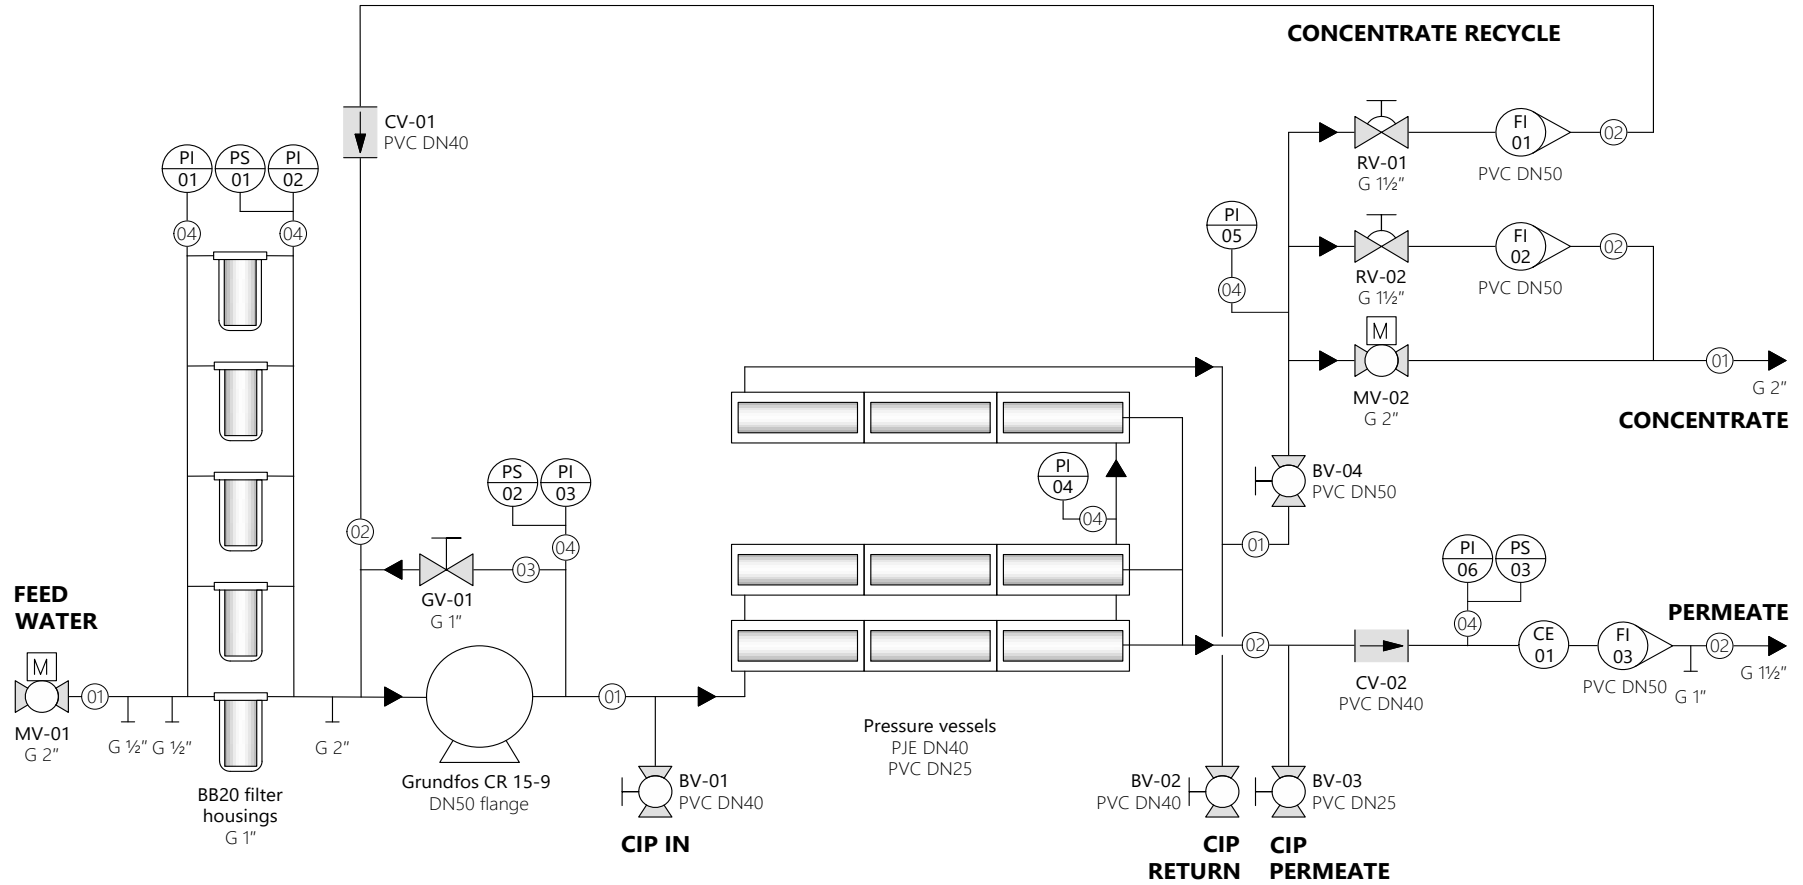 CONCENTRATE RECYCLE
CV-01
PVC DN40
PI
01
PS
01
PI
02
04
04
RV-01
G 1½″
FI
01
PVC DN50
02
PI
05
04
RV-02
G 1½″
FI
02
PVC DN50
02
M
MV-02
G 2″
01
G 2″
CONCENTRATE
PS
02
PI
03
04
02
03
GV-01
G 1″
PI
04
04
BV-04
PVC DN50
01
FEED
WATER
M
MV-01
G 2″
01
G ½″
G ½″
G 2″
BB20 filter
housings
G 1″
Grundfos CR 15-9
DN50 flange
01
BV-01
PVC DN40
CIP IN
Pressure vessels
PJE DN40
PVC DN25
02
CV-02
PVC DN40
PI
06
PS
03
04
CE
01
FI
03
PVC DN50
G 1″
02
PERMEATE
G 1½″
BV-02
PVC DN40
CIP
RETURN
BV-03
PVC DN25
CIP
PERMEATE